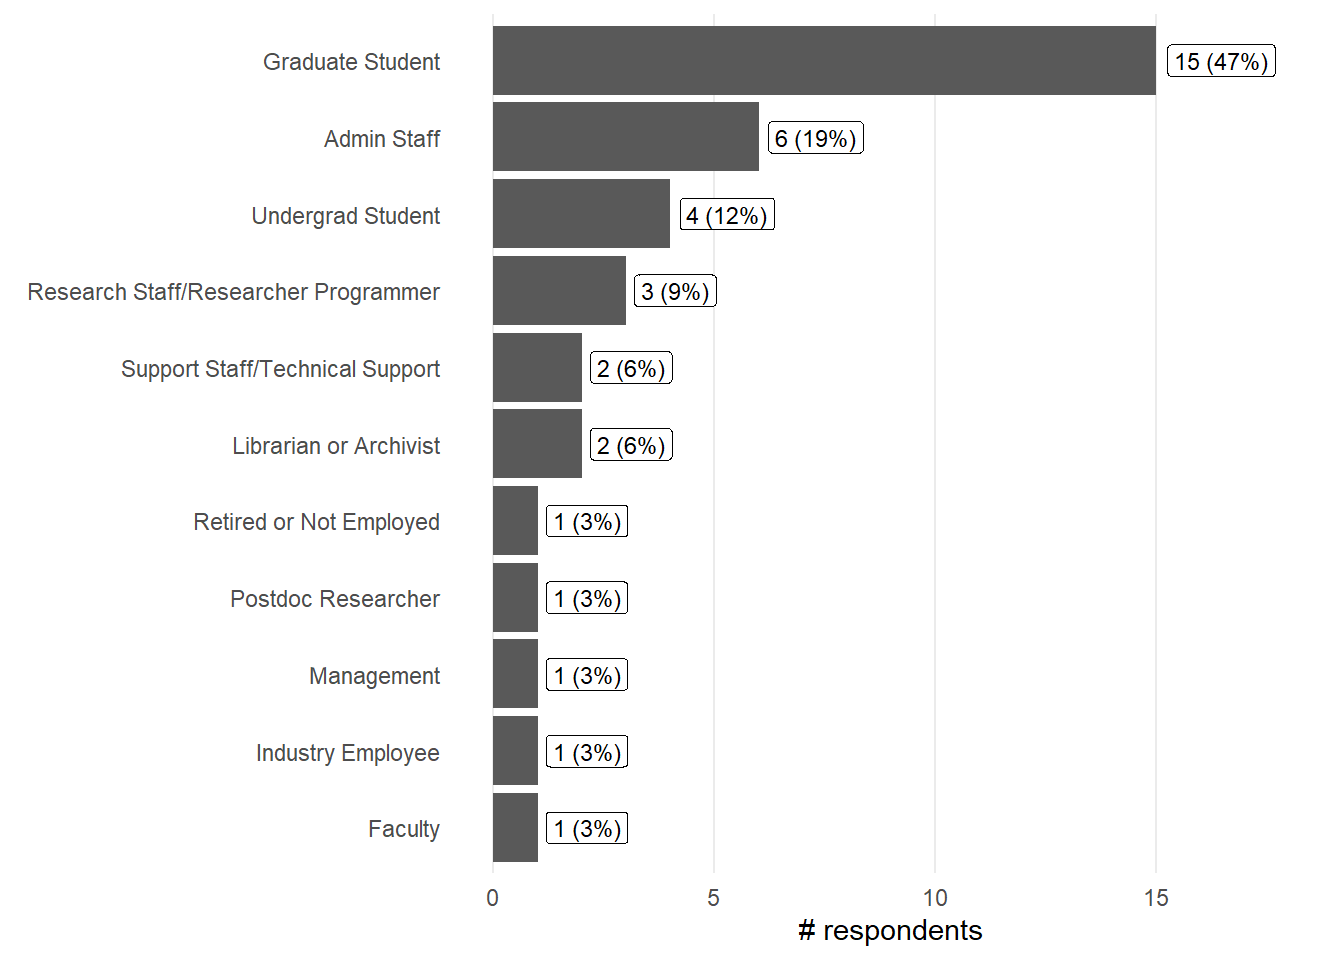 Graduate Student 15 (47%)
Admin Staff 6 (19%)
Undergrad Student 4 (12%)
Research Staff/Researcher Programmer 3 (9%)
Support Staff/Technical Support 2 (6%)
Librarian or Archivist 2 (6%)
Retired or Not Employed 1 (3%)
Postdoc Researcher 1 (3%)
Management 1 (3%)
Industry Employee 1 (3%)
Faculty 1 (3%)
0 5 10 15
# respondents